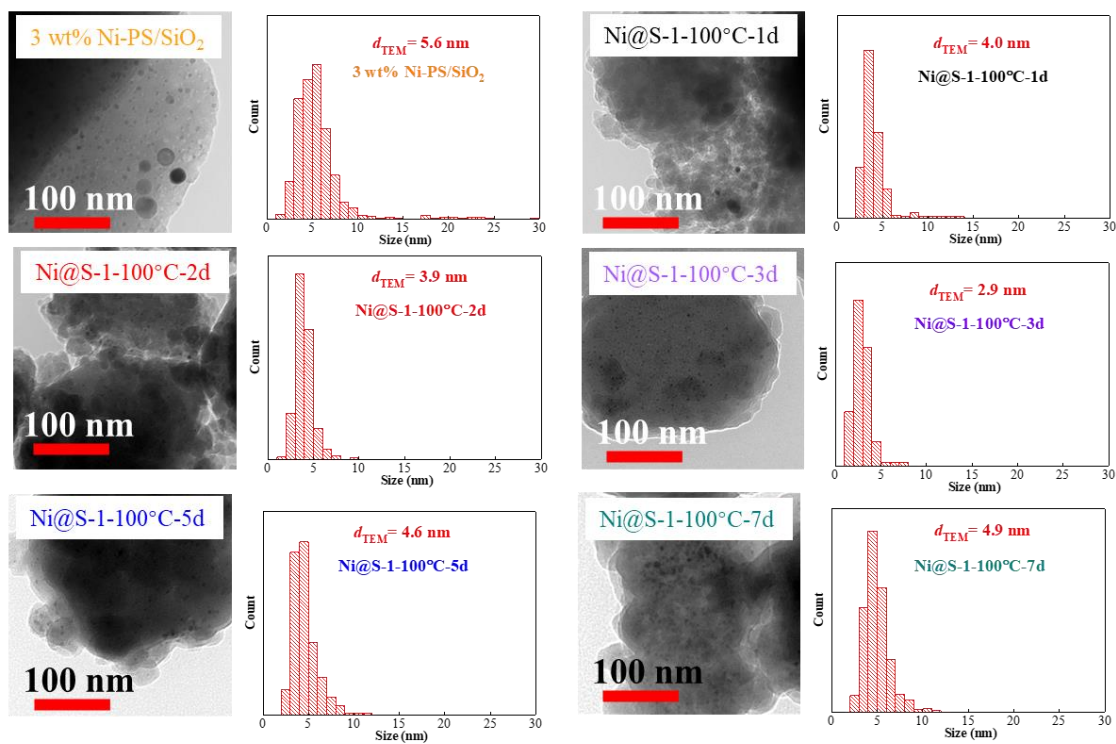 3 wt% Ni-PS/SiO₂
100 nm
Count
d_TEM= 5.6 nm
3 wt% Ni-PS/SiO₂
0 5 10 15 20 25 30
Size (nm)
Ni@S-1-100°C-1d
100 nm
Count
d_TEM= 4.0 nm
Ni@S-1-100°C-1d
0 5 10 15 20 25 30
Size (nm)
Ni@S-1-100°C-2d
100 nm
Count
d_TEM= 3.9 nm
Ni@S-1-100°C-2d
0 5 10 15 20 25 30
Size (nm)
Ni@S-1-100°C-3d
100 nm
Count
d_TEM= 2.9 nm
Ni@S-1-100°C-3d
0 5 10 15 20 25 30
Size (nm)
Ni@S-1-100°C-5d
100 nm
Count
d_TEM= 4.6 nm
Ni@S-1-100°C-5d
0 5 10 15 20 25 30
Size (nm)
Ni@S-1-100°C-7d
100 nm
Count
d_TEM= 4.9 nm
Ni@S-1-100°C-7d
0 5 10 15 20 25 30
Size (nm)